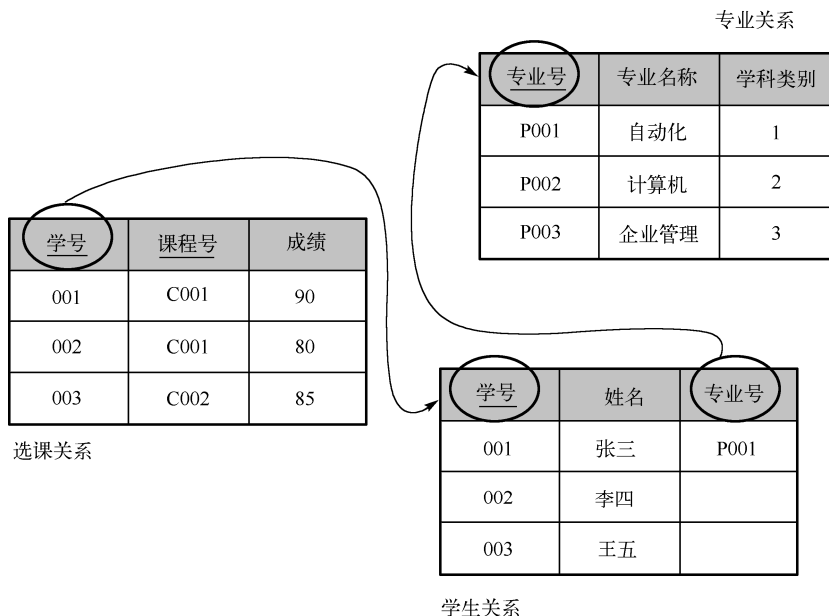 专业关系
专业号 专业名称 学科类别
P001 自动化 1
P002 计算机 2
P003 企业管理 3
学号 课程号 成绩
001 C001 90
002 C001 80
003 C002 85
选课关系
学号 姓名 专业号
001 张三 P001
002 李四
003 王五
学生关系